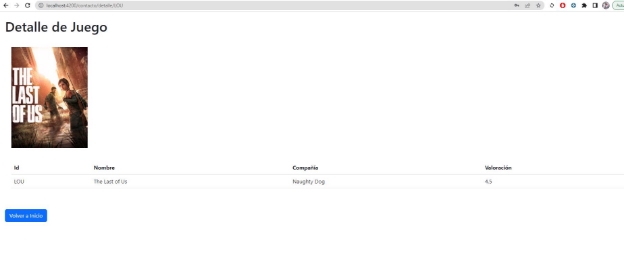 localhost:4200/contacto/detalle/LOU
Detalle de Juego
THE
LAST
OF US
Id Nombre Compañía Valoración
LOU The Last of Us Naughty Dog 4.5
Volver a Inicio